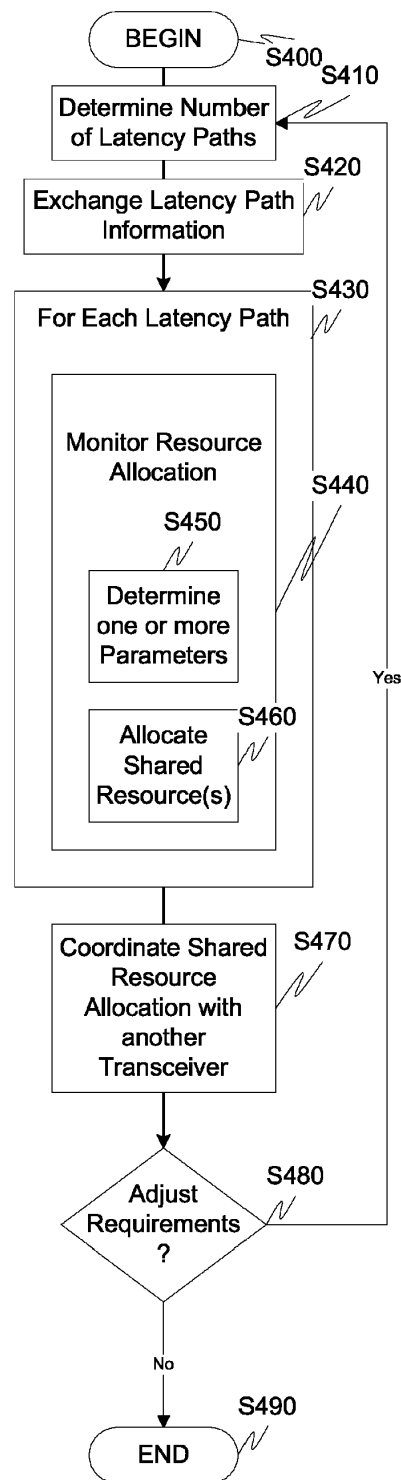 BEGIN
S400
S410
Determine Number
of Latency Paths
S420
Exchange Latency Path
Information
S430
For Each Latency Path
Monitor Resource
Allocation
S440
S450
Determine
one or more
Parameters
S460
Allocate
Shared
Resource(s)
S470
Coordinate Shared
Resource
Allocation with
another
Transceiver
S480
Adjust
Requirements
?
Yes
No
S490
END